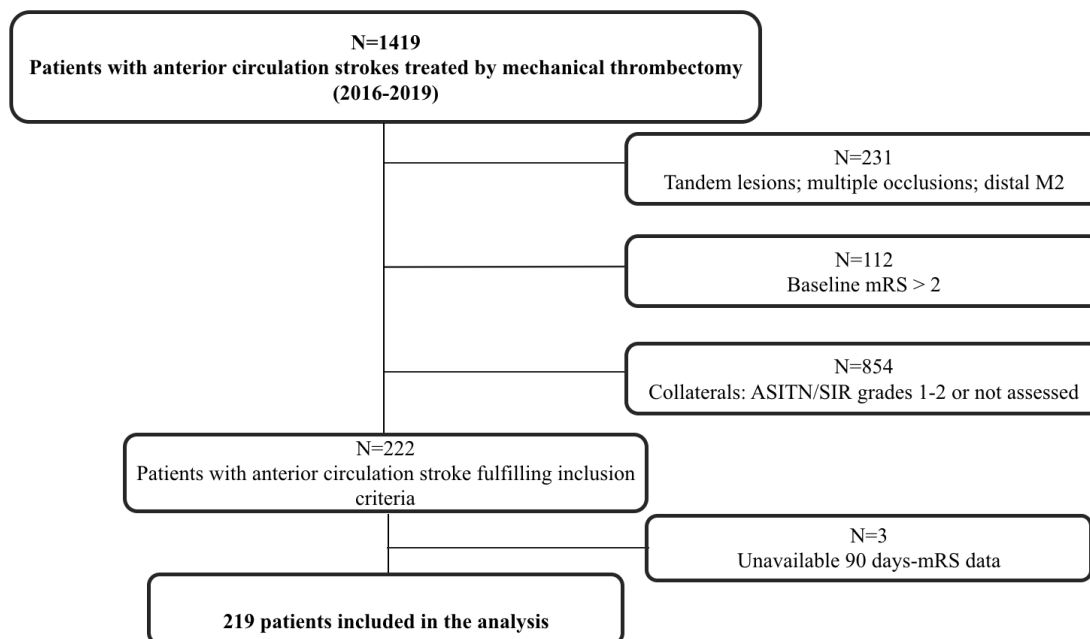 N=1419
Patients with anterior circulation strokes treated by mechanical thrombectomy
(2016-2019)
N=231
Tandem lesions; multiple occlusions; distal M2
N=112
Baseline mRS > 2
N=854
Collaterals: ASITN/SIR grades 1-2 or not assessed
N=222
Patients with anterior circulation stroke fulfilling inclusion
criteria
N=3
Unavailable 90 days-mRS data
219 patients included in the analysis